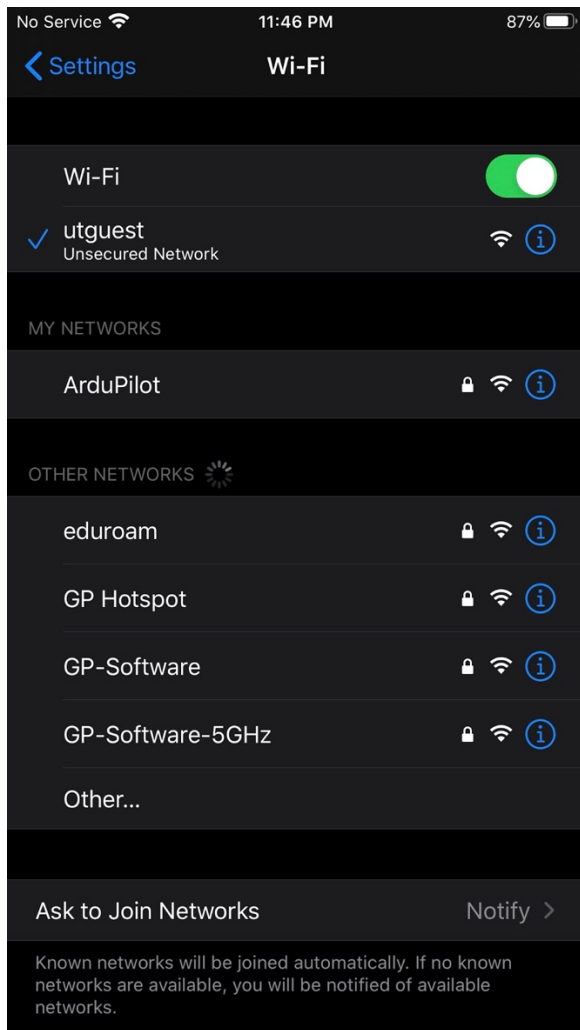 No Service 11:46 PM 87%
Settings Wi-Fi
Wi-Fi
utguest
Unsecured Network
MY NETWORKS
ArduPilot
OTHER NETWORKS
eduroam
GP Hotspot
GP-Software
GP-Software-5GHz
Other...
Ask to Join Networks Notify
Known networks will be joined automatically. If no known
networks are available, you will be notified of available
networks.